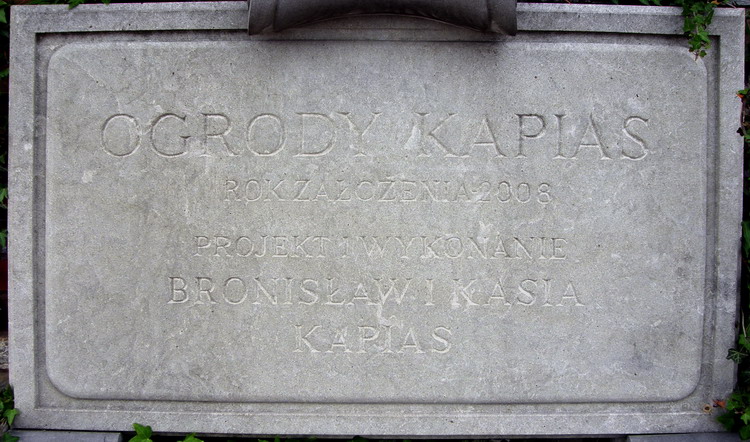 OGRODY KAPIAS
ROK ZAŁOŻENIA 2008
PROJEKT I WYKONANIE
BRONISŁAW I KASIA
KAPIAS